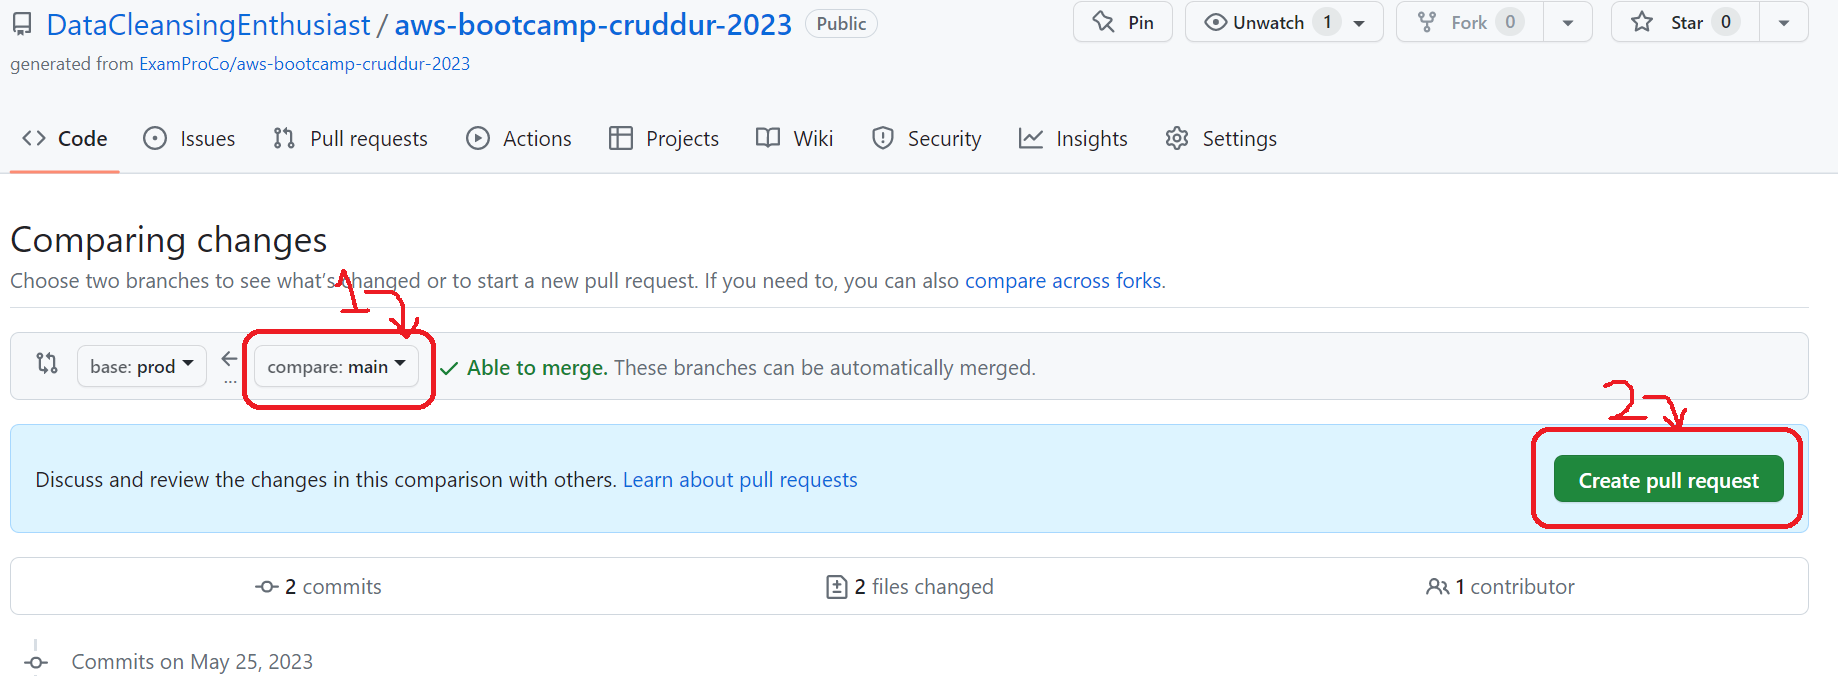 DataCleansingEnthusiast / aws-bootcamp-cruddur-2023 Public Pin Unwatch 1 Fork 0 Star 0
generated from ExamProCo/aws-bootcamp-cruddur-2023
Code Issues Pull requests Actions Projects Wiki Security Insights Settings
Comparing changes
Choose two branches to see what's changed or to start a new pull request. If you need to, you can also compare across forks.
1
base: prod ... compare: main Able to merge. These branches can be automatically merged.
2
Discuss and review the changes in this comparison with others. Learn about pull requests Create pull request
2 commits 2 files changed 1 contributor
Commits on May 25, 2023